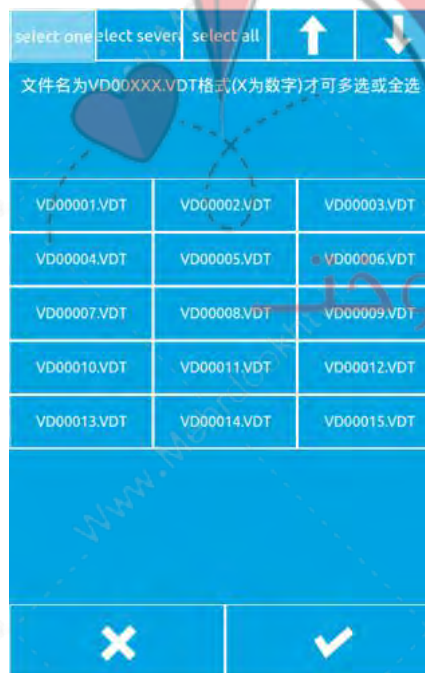 select one elect severa select all
文件名为VD00XXX.VDT格式(X为数字)才可多选或全选
VD00001.VDT VD00002.VDT VD00003.VDT
VD00004.VDT VD00005.VDT VD00006.VDT
VD00007.VDT VD00008.VDT VD00009.VDT
VD00010.VDT VD00011.VDT VD00012.VDT
VD00013.VDT VD00014.VDT VD00015.VDT